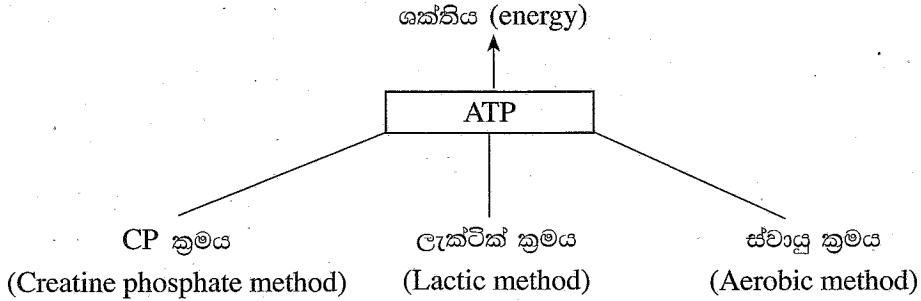 ශක්තිය (energy)
ATP
CP ක්‍රමය ලැක්ටික් ක්‍රමය ස්වායු ක්‍රමය
(Creatine phosphate method) (Lactic method) (Aerobic method)